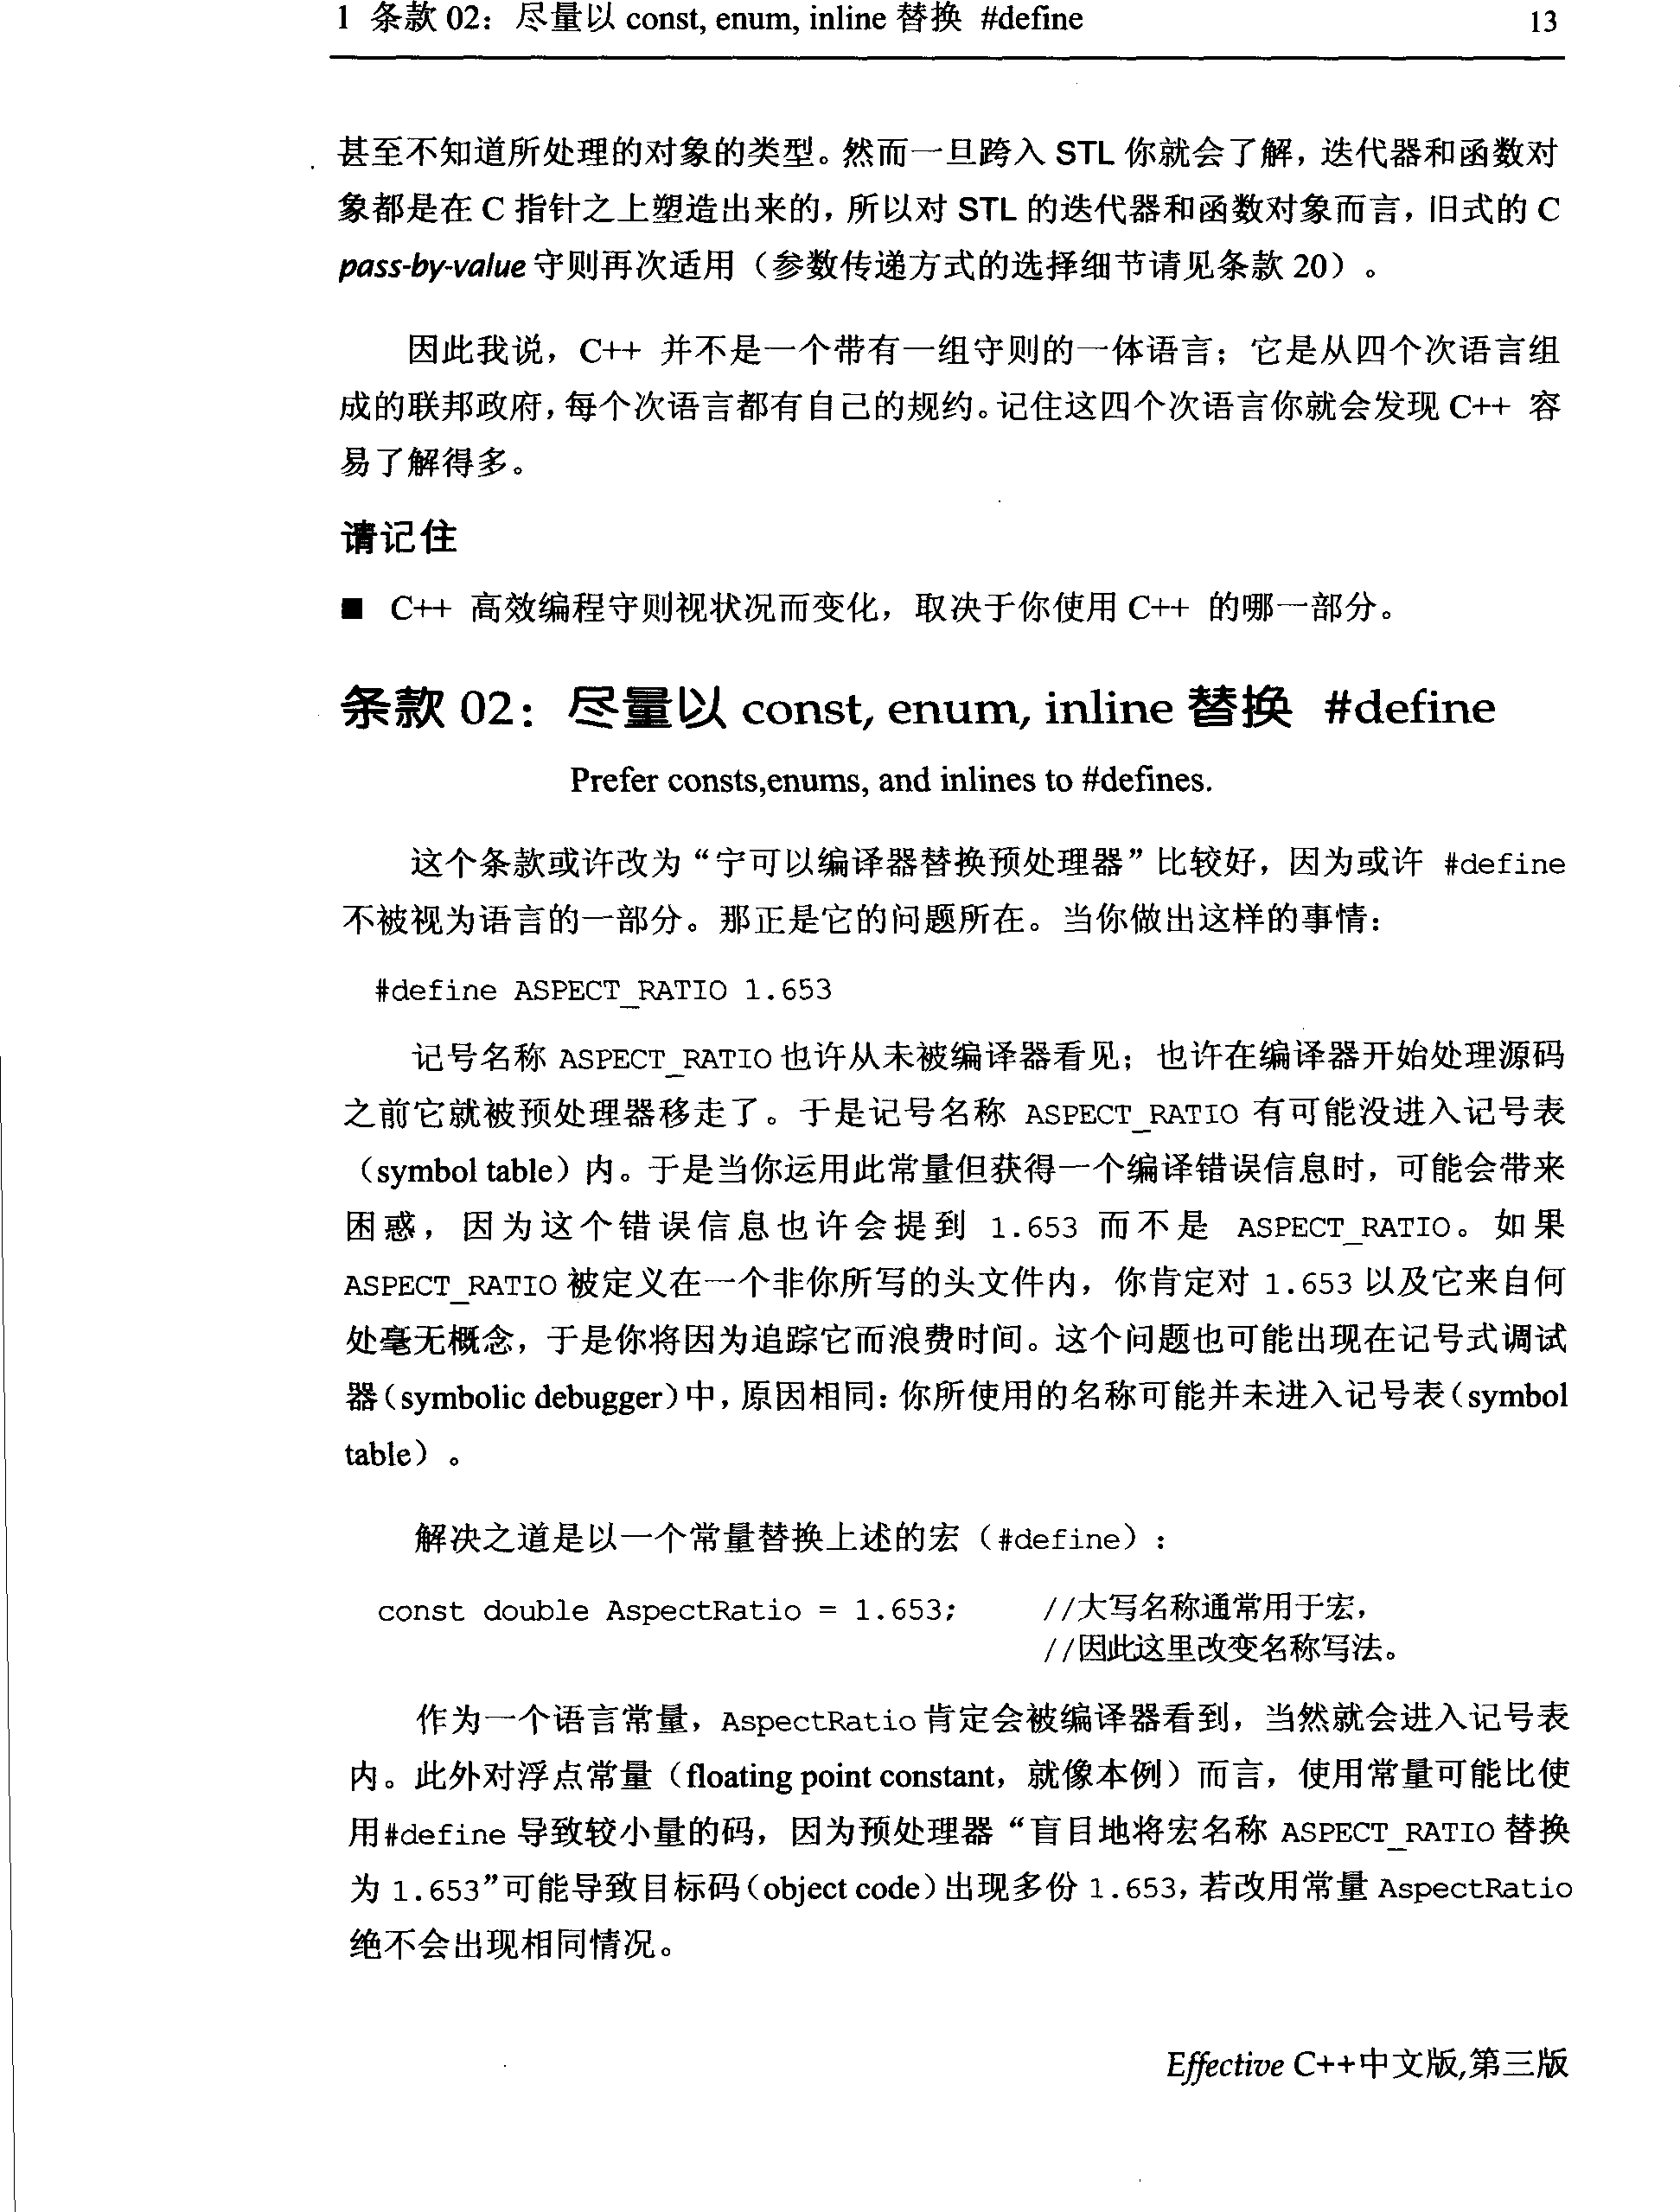 1 条款 02：尽量以 const, enum, inline 替换 #define 13
甚至不知道所处理的对象的类型。然而一旦跨入 STL 你就会了解，迭代器和函数对
象都是在 C 指针之上塑造出来的，所以对 STL 的迭代器和函数对象而言，旧式的 C
pass-by-value 守则再次适用（参数传递方式的选择细节请见条款 20）。
因此我说，C++ 并不是一个带有一组守则的一体语言；它是从四个次语言组
成的联邦政府，每个次语言都有自己的规约。记住这四个次语言你就会发现 C++ 容
易了解得多。
请记住
■ C++ 高效编程守则视状况而变化，取决于你使用 C++ 的哪一部分。
条款 02：尽量以 const, enum, inline 替换 #define
Prefer consts,enums, and inlines to #defines.
这个条款或许改为“宁可以编译器替换预处理器”比较好，因为或许 #define
不被视为语言的一部分。那正是它的问题所在。当你做出这样的事情：
#define ASPECT_RATIO 1.653
记号名称 ASPECT_RATIO 也许从未被编译器看见；也许在编译器开始处理源码
之前它就被预处理器移走了。于是记号名称 ASPECT_RATIO 有可能没进入记号表
（symbol table）内。于是当你运用此常量但获得一个编译错误信息时，可能会带来
困惑，因为这个错误信息也许会提到 1.653 而不是 ASPECT_RATIO。如果
ASPECT_RATIO 被定义在一个非你所写的头文件内，你肯定对 1.653 以及它来自何
处毫无概念，于是你将因为追踪它而浪费时间。这个问题也可能出现在记号式调试
器（symbolic debugger）中，原因相同：你所使用的名称可能并未进入记号表（symbol
table）。
解决之道是以一个常量替换上述的宏（#define）：
const double AspectRatio = 1.653; //大写名称通常用于宏，
//因此这里改变名称写法。
作为一个语言常量，AspectRatio 肯定会被编译器看到，当然就会进入记号表
内。此外对浮点常量（floating point constant，就像本例）而言，使用常量可能比使
用#define 导致较小量的码，因为预处理器“盲目地将宏名称 ASPECT_RATIO 替换
为 1.653”可能导致目标码（object code）出现多份 1.653，若改用常量 AspectRatio
绝不会出现相同情况。
Effective C++中文版,第三版